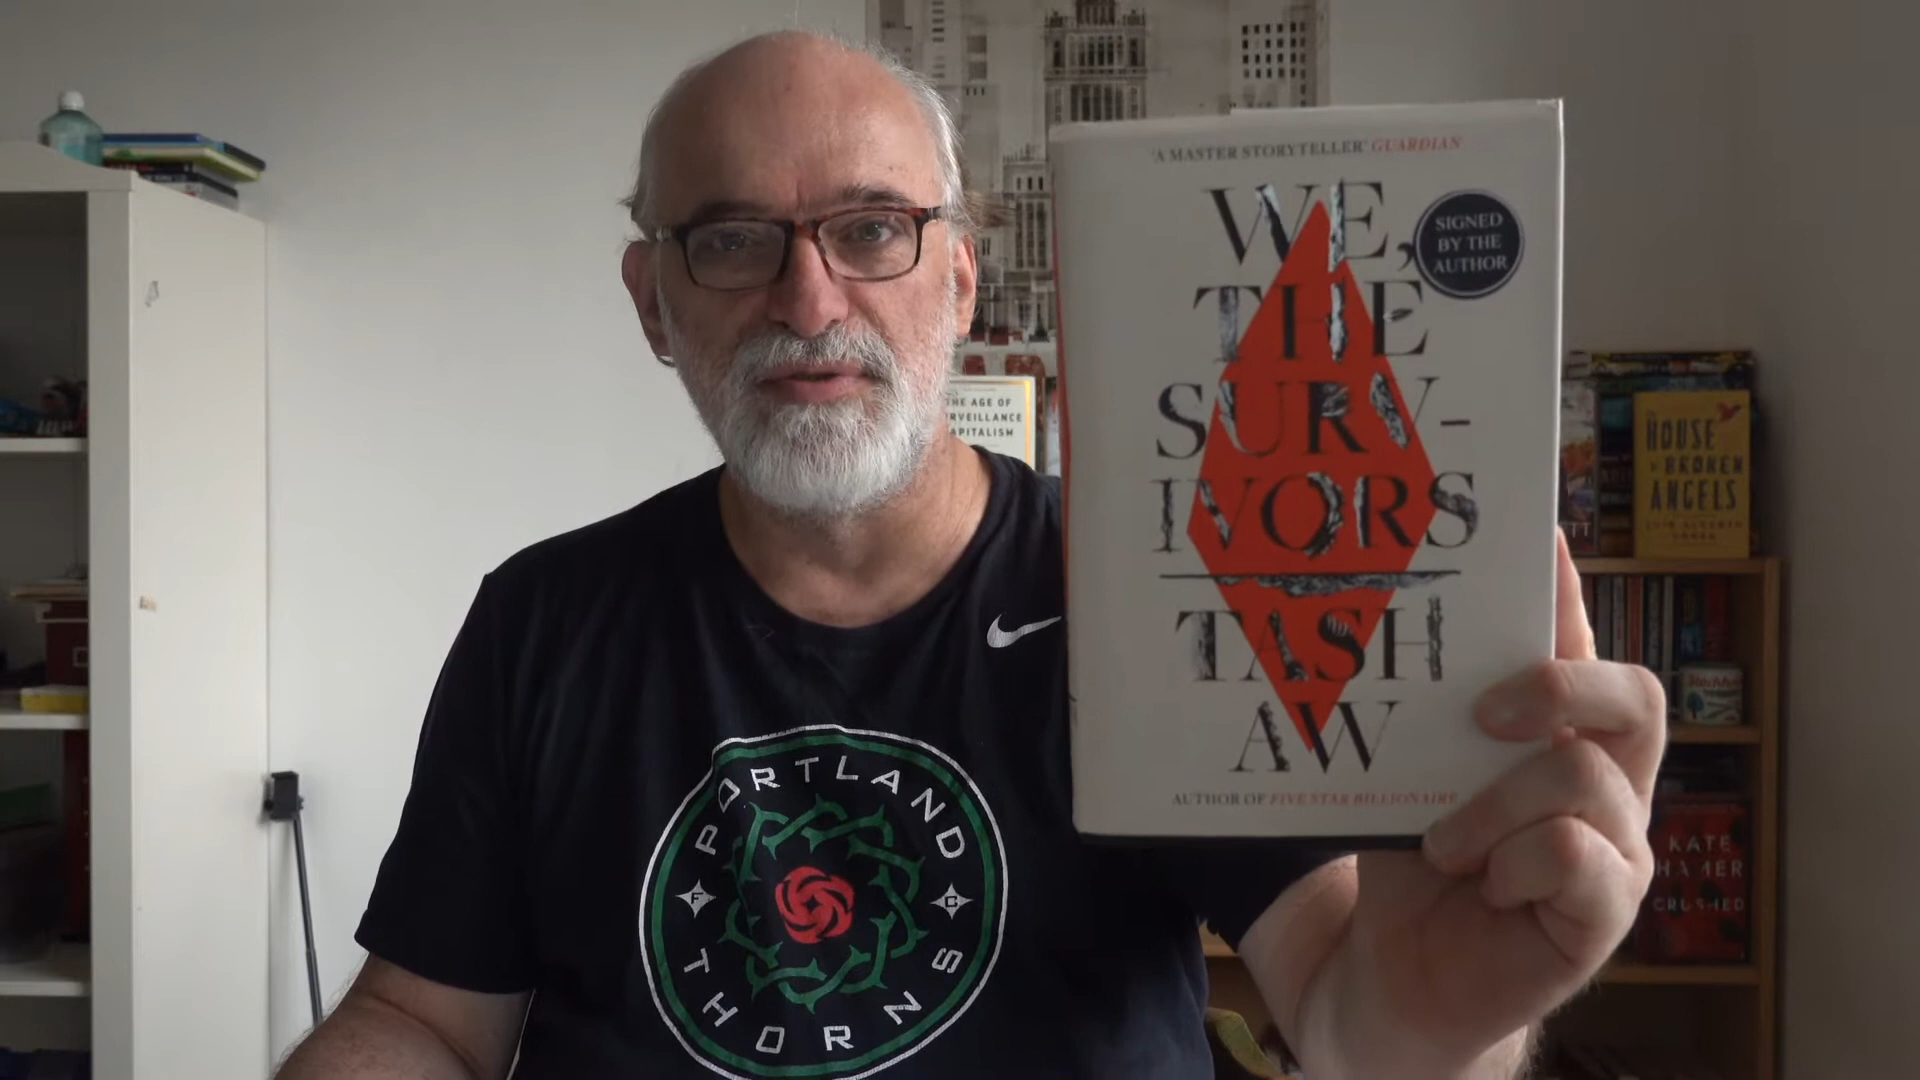 'A MASTER STORYTELLER' GUARDIAN
WE,
THE
SURV-
IVORS
TASH
AW
SIGNED
BY THE
AUTHOR
AUTHOR OF FIVE STAR BILLIONAIRE
PORTLAND
F C
THORNS
THE AGE OF
RVEILLANCE
APITALISM
HOUSE
BROKEN
ANGELS
KATE
HAMER
CRUSHED